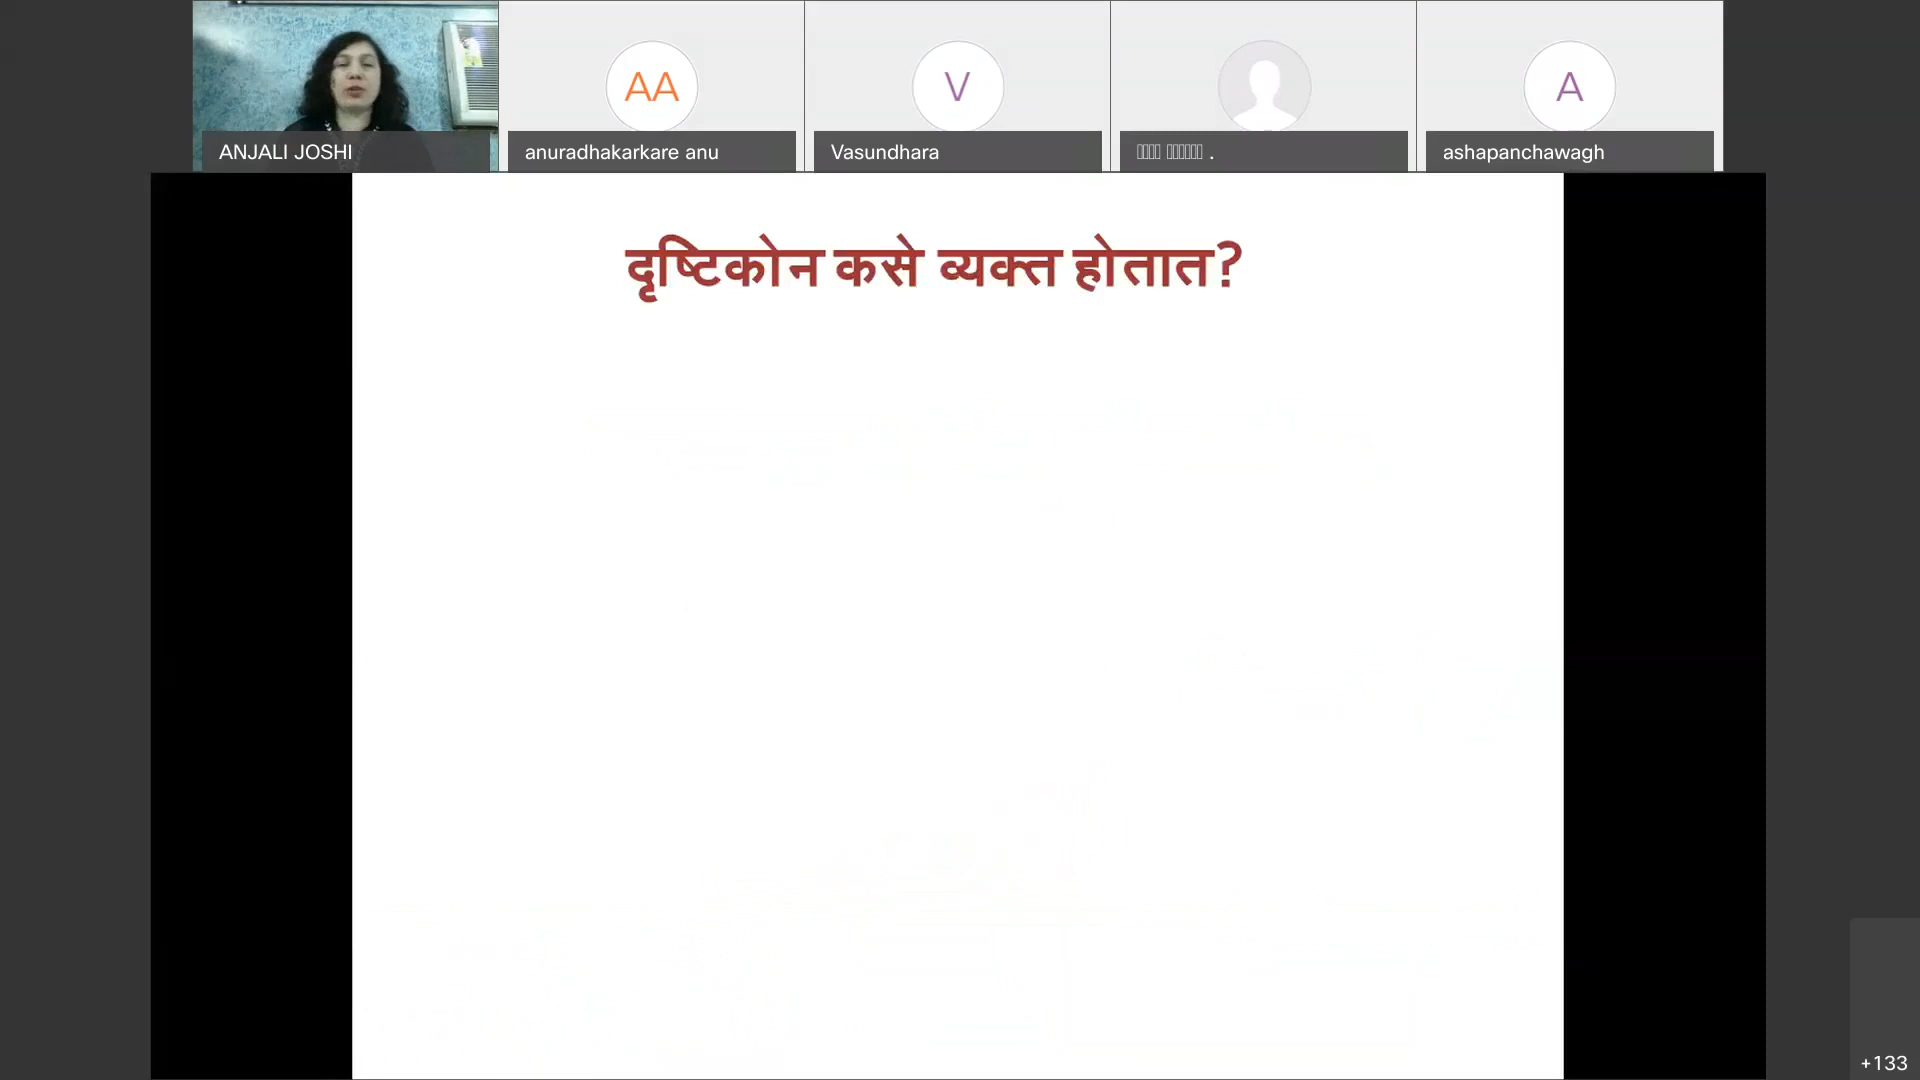 AA
V
A
ANJALI JOSHI
anuradhakarkare anu
Vasundhara
ashapanchawagh
दृष्टिकोन कसे व्यक्त होतात?
+133